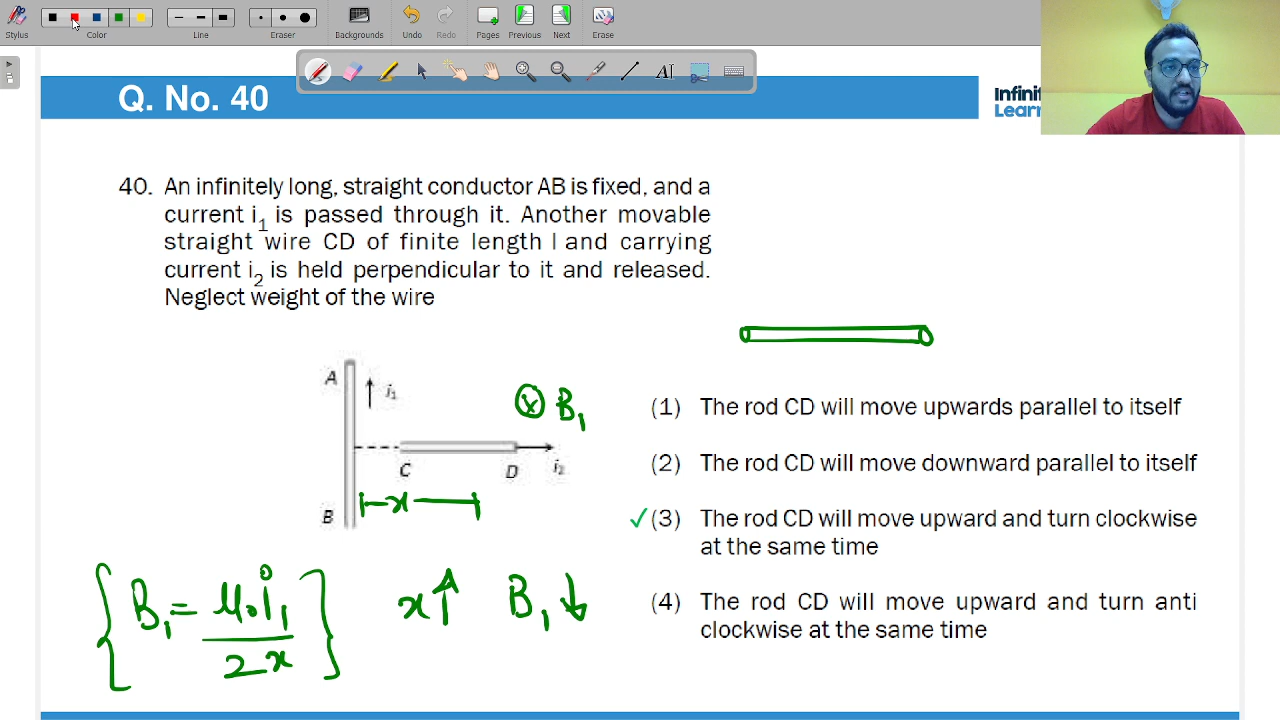 Stylus
Color
Line
Eraser
Backgrounds
Undo
Redo
Pages
Previous
Next
Erase
Q. No. 40
Infinit
Learn
40. An infinitely long, straight conductor AB is fixed, and a
current i1 is passed through it. Another movable
straight wire CD of finite length l and carrying
current i2 is held perpendicular to it and released.
Neglect weight of the wire
A
i1
B1
C
D
i2
B
x
B1 = μ0i1
2x
x↑ B1↓
(1) The rod CD will move upwards parallel to itself
(2) The rod CD will move downward parallel to itself
✓(3) The rod CD will move upward and turn clockwise
at the same time
(4) The rod CD will move upward and turn anti
clockwise at the same time